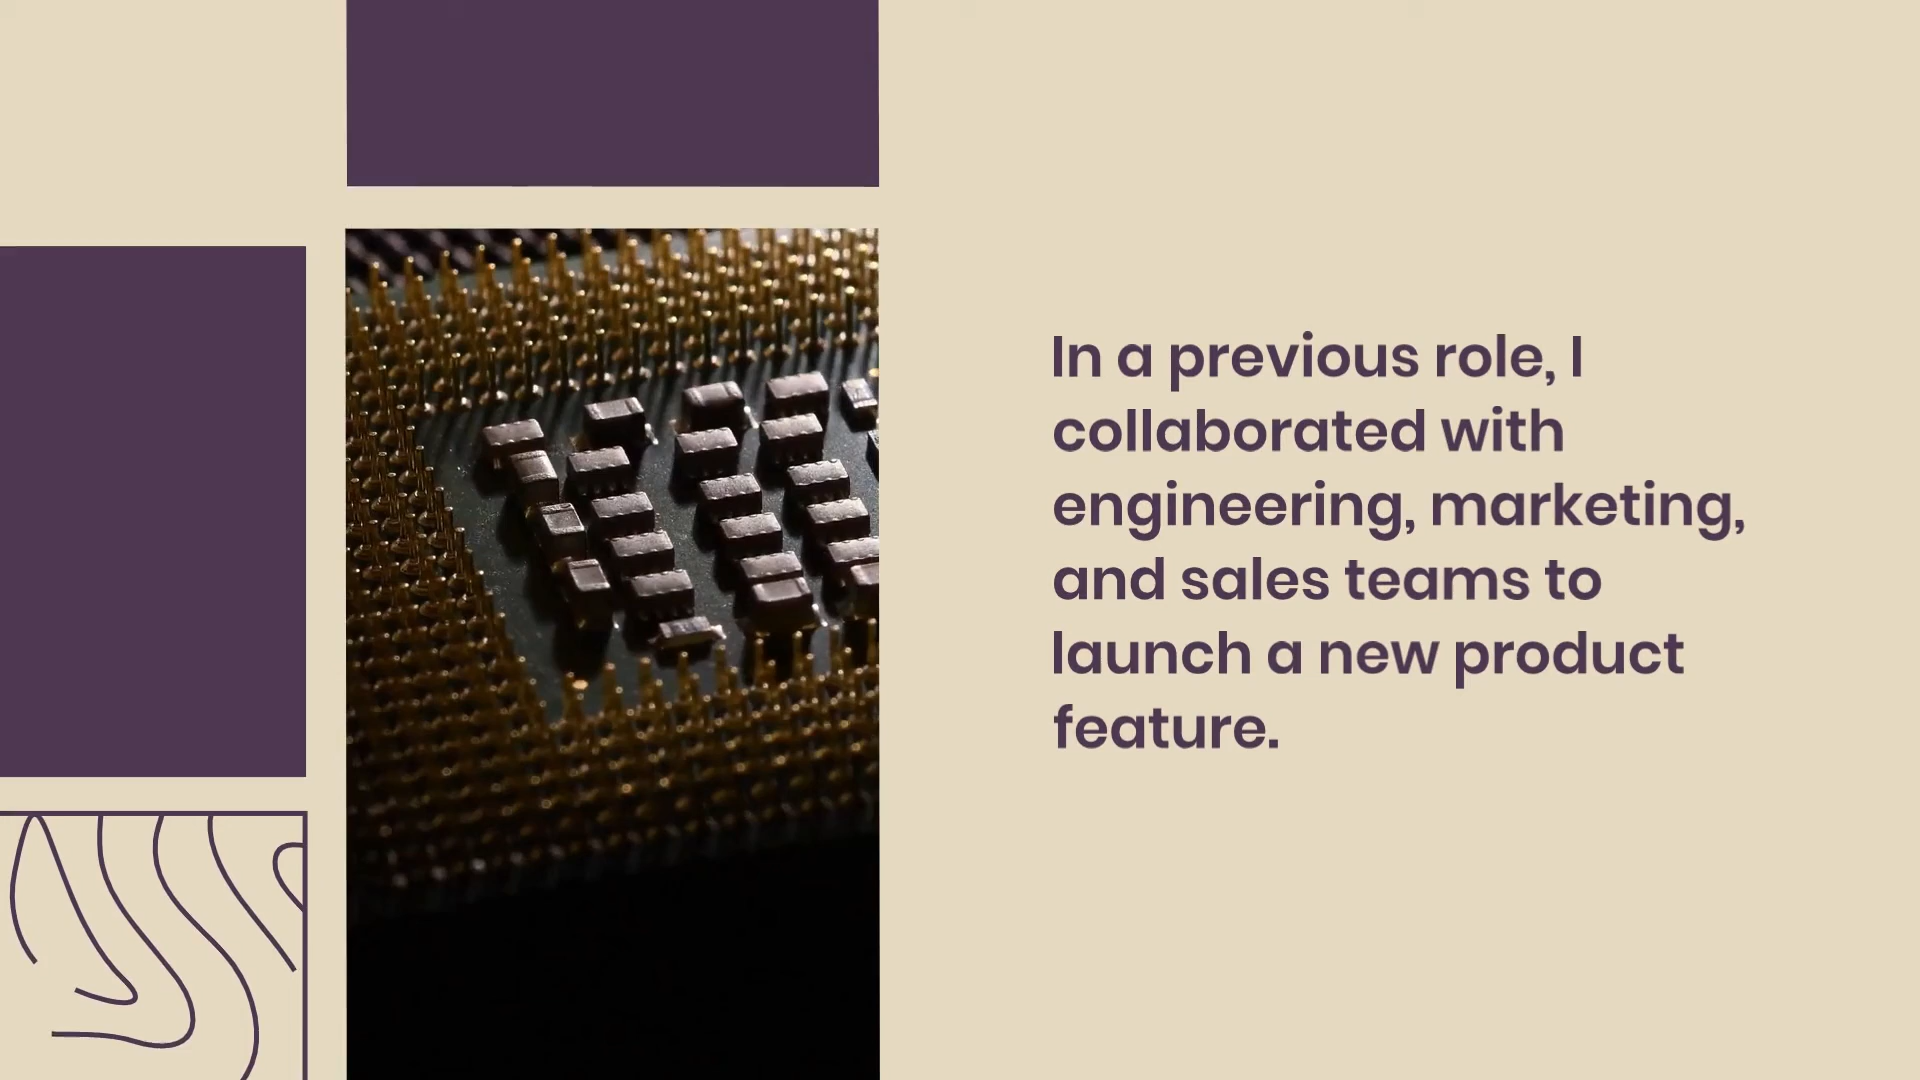 In a previous role, I
collaborated with
engineering, marketing,
and sales teams to
launch a new product
feature.